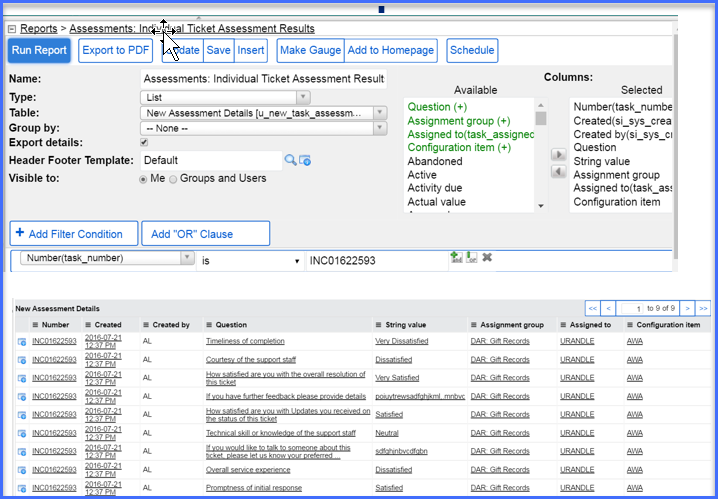 Reports > Assessments: Individual Ticket Assessment Results
Run Report Export to PDF Update Save Insert Make Gauge Add to Homepage Schedule
Name: Assessments: Individual Ticket Assessment Result
Type: List
Table: New Assessment Details [u_new_task_assessm...
Group by: -- None --
Export details:
Header Footer Template: Default
Visible to: Me Groups and Users
Columns:
Available
Question (+)
Assignment group (+)
Assigned to(task_assigned
Configuration item (+)
Abandoned
Active
Activity due
Actual value
Selected
Number(task_numbe
Created(si_sys_crea
Created by(si_sys_c
Question
String value
Assignment group
Assigned to(task_ass
Configuration item
+ Add Filter Condition Add "OR" Clause
Number(task_number) is INC01622593
New Assessment Details << < 1 to 9 of 9 > >>
Number Created Created by Question String value Assignment group Assigned to Configuration item
INC01622593 2016-07-21 12:37 PM AL Timeliness of completion Very Dissatisfied DAR: Gift Records URANDLE AWA
INC01622593 2016-07-21 12:37 PM AL Courtesy of the support staff Dissatisfied DAR: Gift Records URANDLE AWA
INC01622593 2016-07-21 12:37 PM AL How satisfied are you with the overall resolution of this ticket Very Satisfied DAR: Gift Records URANDLE AWA
INC01622593 2016-07-21 12:37 PM AL If you have further feedback please provide details DAR: Gift Records URANDLE AWA
INC01622593 2016-07-21 12:37 PM AL How satisfied are you with Updates you received on the status of this ticket Satisfied DAR: Gift Records URANDLE AWA
INC01622593 2016-07-21 12:37 PM AL Technical skill or knowledge of the support staff Neutral DAR: Gift Records URANDLE AWA
INC01622593 2016-07-21 12:37 PM AL If you would like to talk to someone about this ticket, please let us know your preferred ... sdfghinbvcdfgbn DAR: Gift Records URANDLE AWA
INC01622593 2016-07-21 12:37 PM AL Overall service experience Dissatisfied DAR: Gift Records URANDLE AWA
INC01622593 2016-07-21 12:37 PM AL Promptness of initial response Satisfied DAR: Gift Records URANDLE AWA